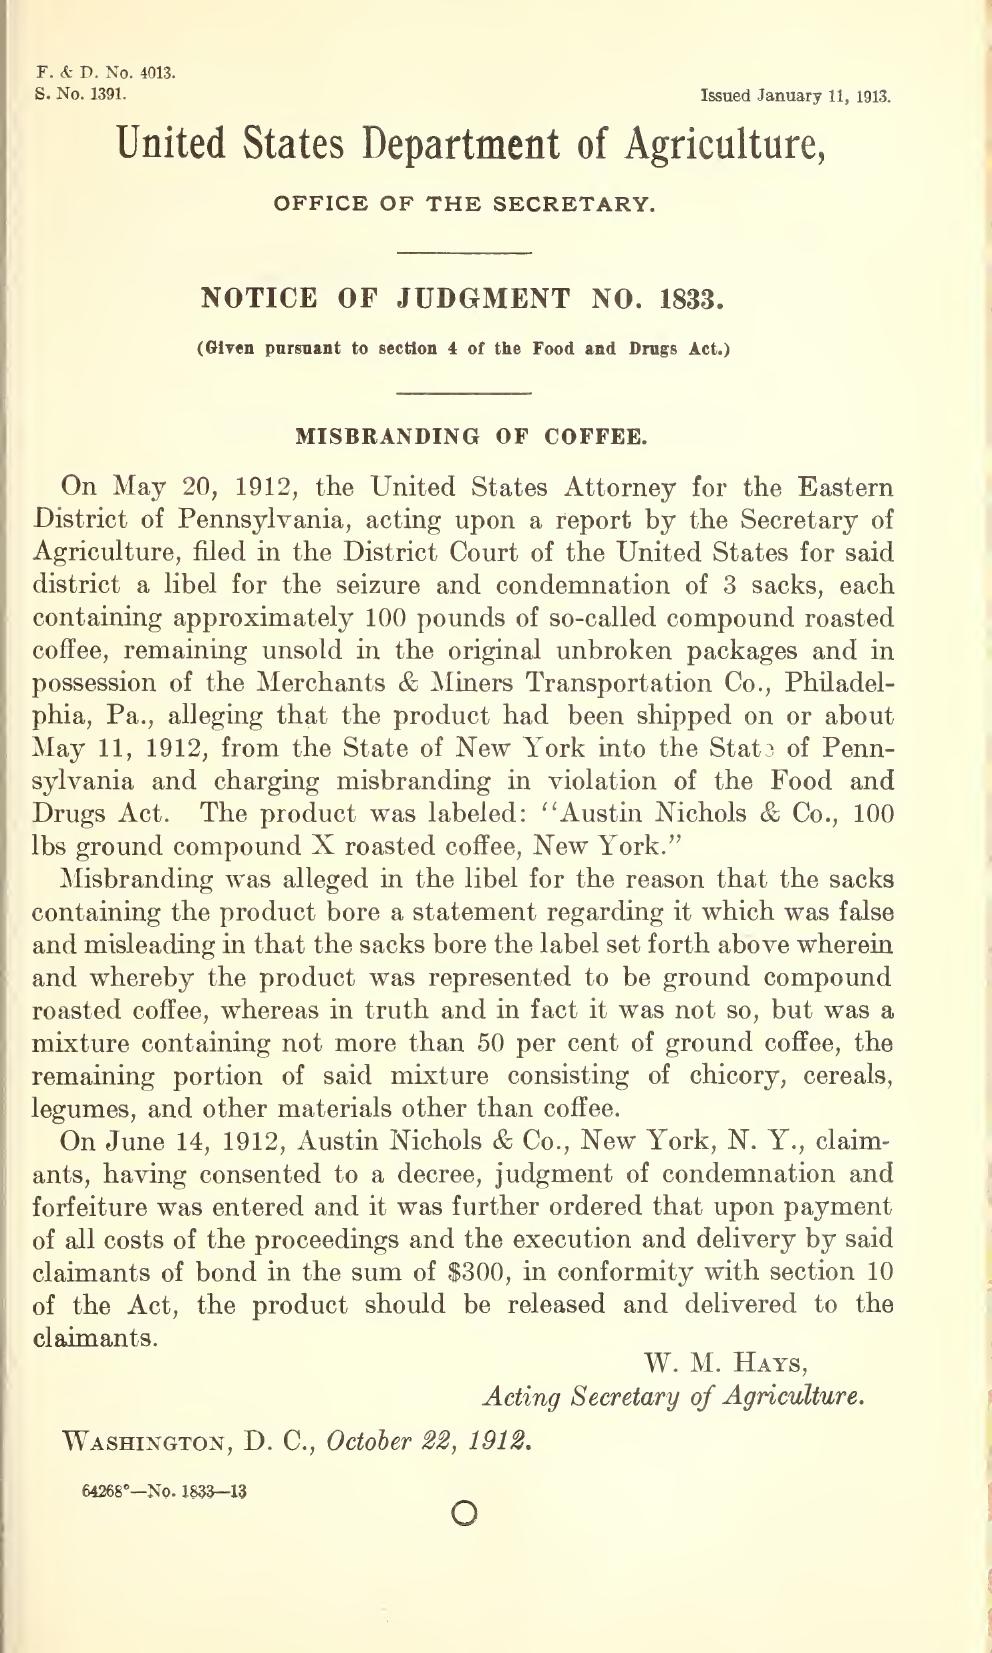 F. & D. No. 4013.
S. No. 1391.
Issued January 11, 1913.
United States Department of Agriculture,
OFFICE OF THE SECRETARY.
NOTICE OF JUDGMENT NO. 1833.
(Given pursuant to section 4 of the Food and Drugs Act.)
MISBRANDING OF COFFEE.
On May 20, 1912, the United States Attorney for the Eastern
District of Pennsylvania, acting upon a report by the Secretary of
Agriculture, filed in the District Court of the United States for said
district a libel for the seizure and condemnation of 3 sacks, each
containing approximately 100 pounds of so-called compound roasted
coffee, remaining unsold in the original unbroken packages and in
possession of the Merchants & Miners Transportation Co., Philadel-
phia, Pa., alleging that the product had been shipped on or about
May 11, 1912, from the State of New York into the State of Penn-
sylvania and charging misbranding in violation of the Food and
Drugs Act. The product was labeled: "Austin Nichols & Co., 100
lbs ground compound X roasted coffee, New York."
Misbranding was alleged in the libel for the reason that the sacks
containing the product bore a statement regarding it which was false
and misleading in that the sacks bore the label set forth above wherein
and whereby the product was represented to be ground compound
roasted coffee, whereas in truth and in fact it was not so, but was a
mixture containing not more than 50 per cent of ground coffee, the
remaining portion of said mixture consisting of chicory, cereals,
legumes, and other materials other than coffee.
On June 14, 1912, Austin Nichols & Co., New York, N. Y., claim-
ants, having consented to a decree, judgment of condemnation and
forfeiture was entered and it was further ordered that upon payment
of all costs of the proceedings and the execution and delivery by said
claimants of bond in the sum of $300, in conformity with section 10
of the Act, the product should be released and delivered to the
claimants.
W. M. HAYS,
Acting Secretary of Agriculture.
WASHINGTON, D. C., October 22, 1912.
64268°—No. 1833—13